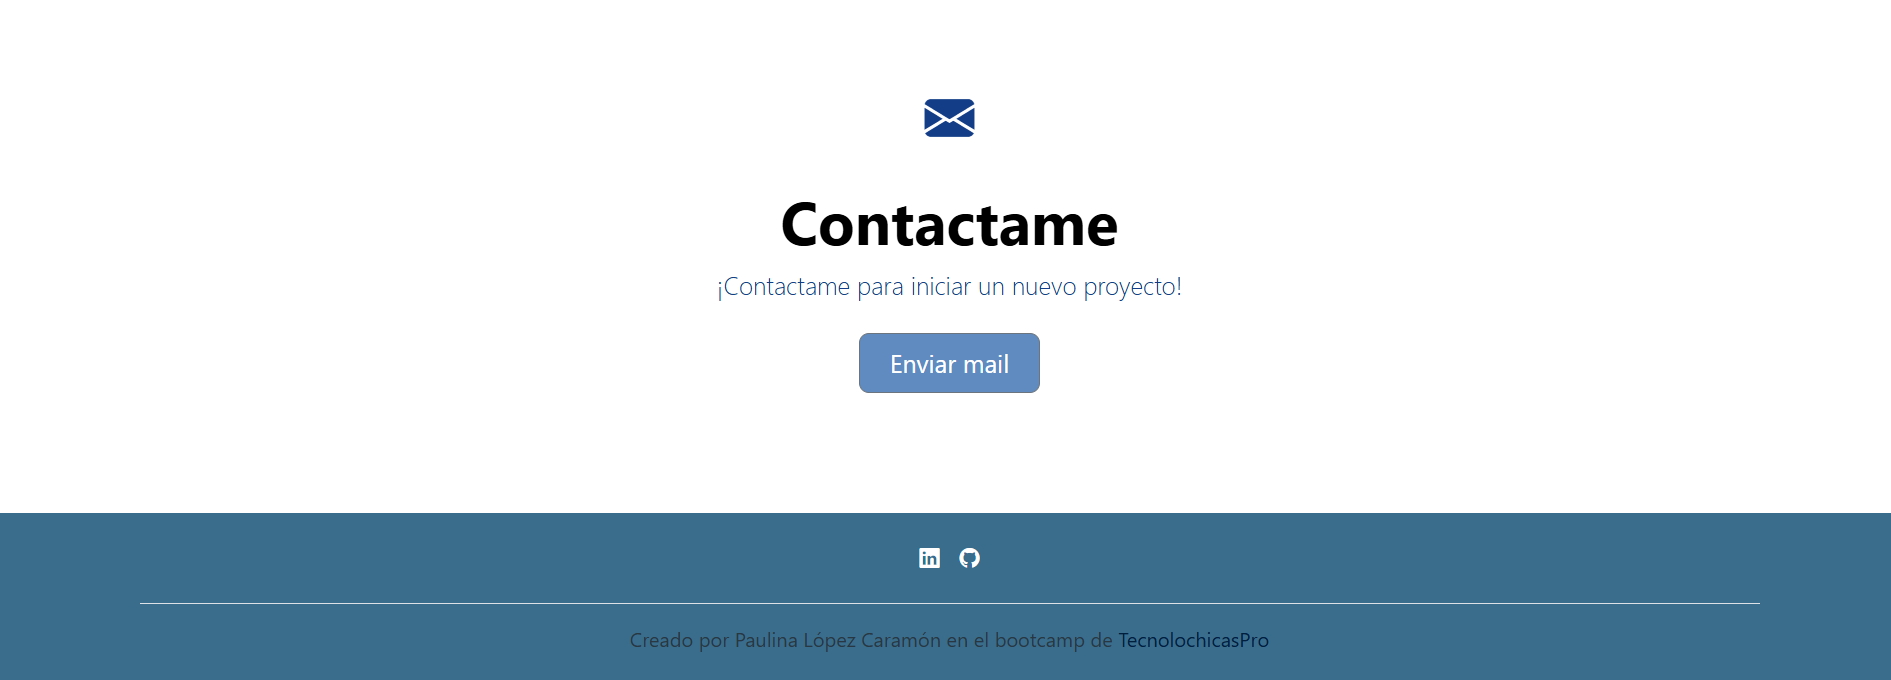 Contactame
¡Contactame para iniciar un nuevo proyecto!
Enviar mail
in
Creado por Paulina López Caramón en el bootcamp de TecnolochicasPro